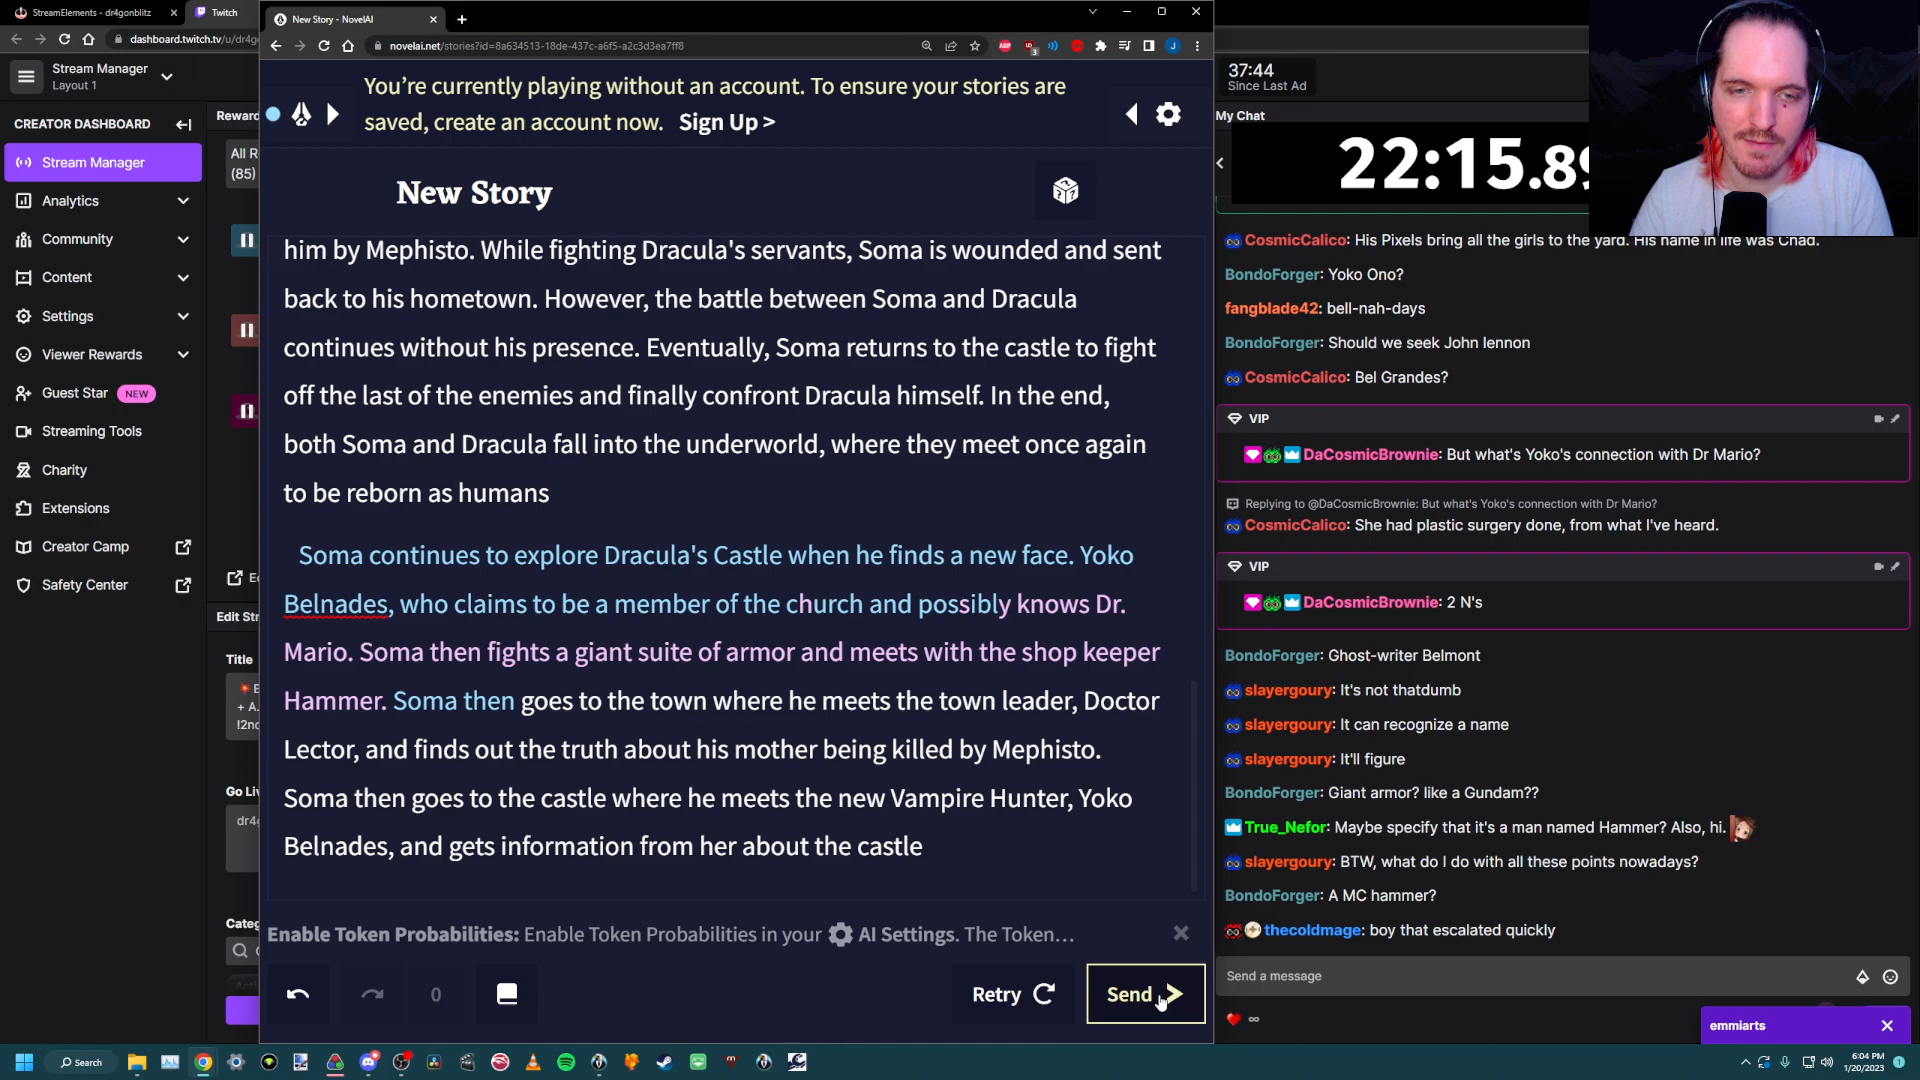 StreamElements - dr4gonblitz
Twitch
New Story - NovelAI
dashboard.twitch.tv/u/dr4g
novelai.net/stories?id=8a634513-18de-437c-a6f5-a2c3d3ea7ff8
Stream Manager
Layout 1
CREATOR DASHBOARD
Stream Manager
Analytics
Community
Content
Settings
Viewer Rewards
Guest Star NEW
Streaming Tools
Charity
Extensions
Creator Camp
Safety Center
Reward
All R
(85)
Edit Str
Title
+ A.
!2nd
Go Liv
dr4g
Categ
You're currently playing without an account. To ensure your stories are
saved, create an account now. Sign Up >
New Story
him by Mephisto. While fighting Dracula's servants, Soma is wounded and sent
back to his hometown. However, the battle between Soma and Dracula
continues without his presence. Eventually, Soma returns to the castle to fight
off the last of the enemies and finally confront Dracula himself. In the end,
both Soma and Dracula fall into the underworld, where they meet once again
to be reborn as humans
Soma continues to explore Dracula's Castle when he finds a new face. Yoko
Belnades, who claims to be a member of the church and possibly knows Dr.
Mario. Soma then fights a giant suite of armor and meets with the shop keeper
Hammer. Soma then goes to the town where he meets the town leader, Doctor
Lector, and finds out the truth about his mother being killed by Mephisto.
Soma then goes to the castle where he meets the new Vampire Hunter, Yoko
Belnades, and gets information from her about the castle
Enable Token Probabilities: Enable Token Probabilities in your AI Settings. The Token...
0
Retry
Send
37:44
Since Last Ad
My Chat
22:15.89
CosmicCalico: His Pixels bring all the girls to the yard. His name in life was Chad.
BondoForger: Yoko Ono?
fangblade42: bell-nah-days
BondoForger: Should we seek John lennon
CosmicCalico: Bel Grandes?
VIP
DaCosmicBrownie: But what's Yoko's connection with Dr Mario?
Replying to @DaCosmicBrownie: But what's Yoko's connection with Dr Mario?
CosmicCalico: She had plastic surgery done, from what I've heard.
VIP
DaCosmicBrownie: 2 N's
BondoForger: Ghost-writer Belmont
slayergoury: It's not thatdumb
slayergoury: It can recognize a name
slayergoury: It'll figure
BondoForger: Giant armor? like a Gundam??
True_Nefor: Maybe specify that it's a man named Hammer? Also, hi.
slayergoury: BTW, what do I do with all these points nowadays?
BondoForger: A MC hammer?
thecoldmage: boy that escalated quickly
Send a message
∞
emmiarts
Search
6:04 PM
1/20/2023